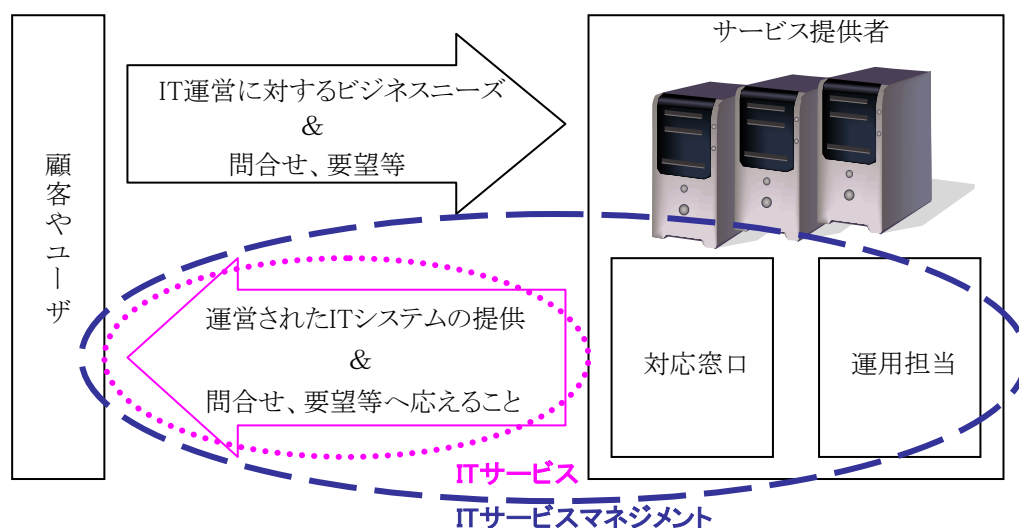 サービス提供者
IT運営に対するビジネスニーズ
&
問合せ、要望等
顧客やユーザ
運営されたITシステムの提供
&
問合せ、要望等へ応えること
対応窓口
運用担当
ITサービス
ITサービスマネジメント